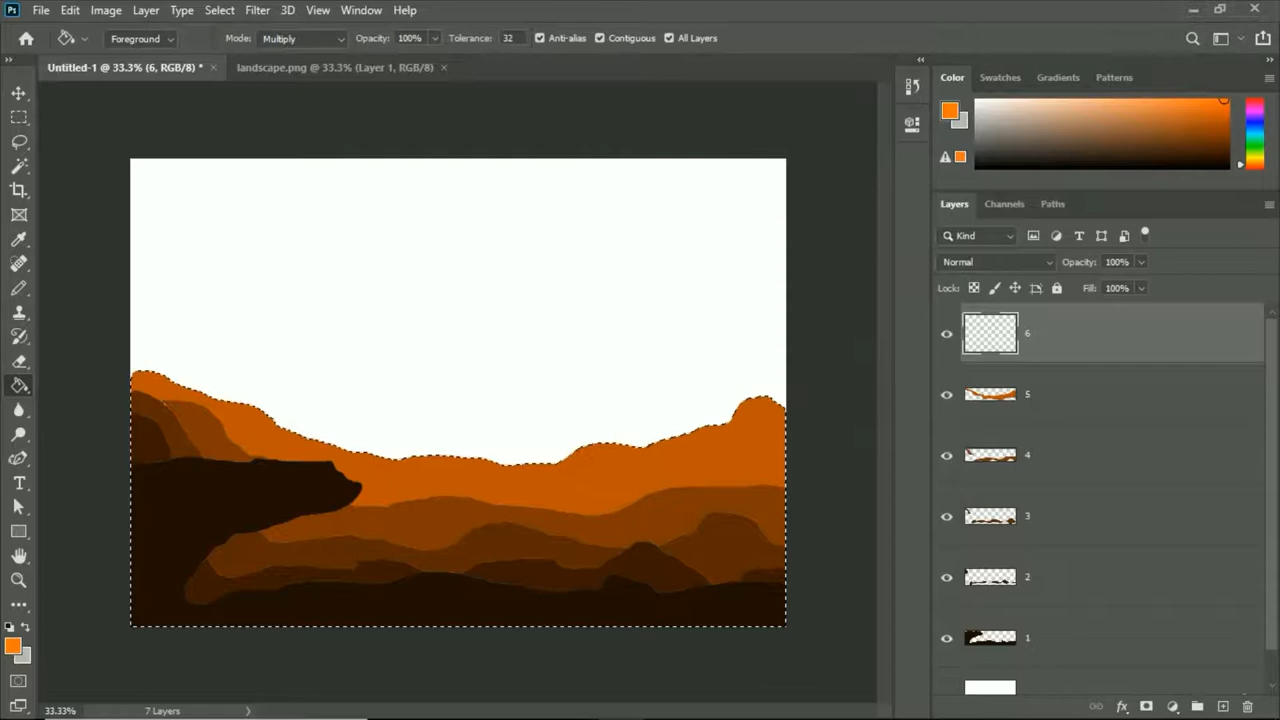 Ps File Edit Image Layer Type Select Filter 3D View Window Help
Foreground Mode: Multiply Opacity: 100% Tolerance: 32 Anti-alias Contiguous All Layers
Untitled-1 @ 33.3% (6, RGB/8) * × landscape.png @ 33.3% (Layer 1, RGB/8) ×
Color Swatches Gradients Patterns
Layers Channels Paths
Kind
Normal Opacity: 100%
Lock: Fill: 100%
6
5
4
3
2
1
33.33% 7 Layers